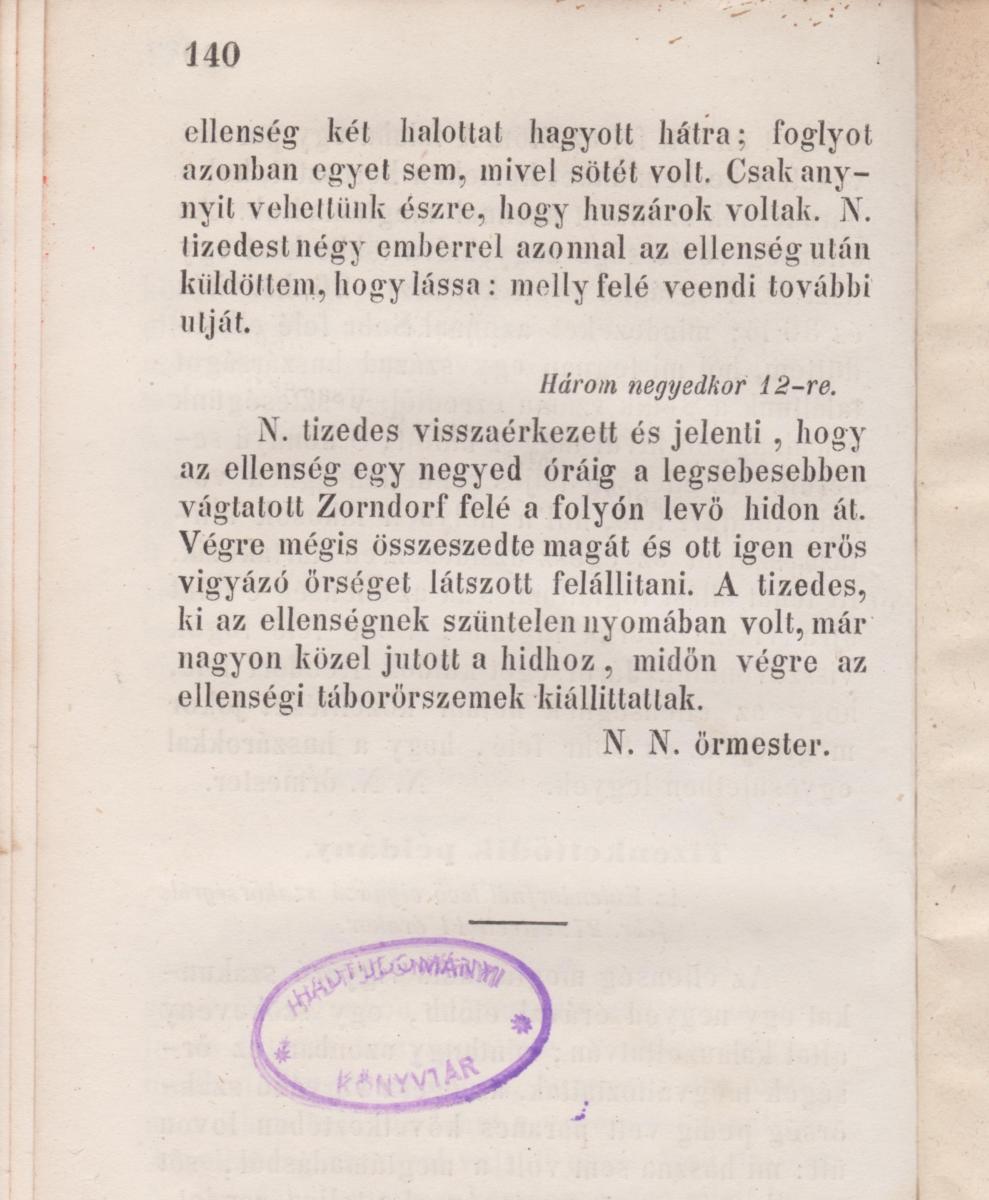 140
ellenség két halottat hagyott hátra; foglyot
azonban egyet sem, mivel sötét volt. Csak any-
nyit vehettünk észre, hogy huszárok voltak. N.
tizedest négy emberrel azonnal az ellenség után
küldöttem, hogy lássa: melly felé veendi további
utját.
Három negyedkor 12-re.
N. tizedes visszaérkezett és jelenti, hogy
az ellenség egy negyed óráig a legsebesebben
vágtatott Zorndorf felé a folyón levő hidon át.
Végre mégis összeszedte magát és ott igen erős
vigyázó őrséget látszott felállitani. A tizedes,
ki az ellenségnek szüntelen nyomában volt, már
nagyon közel jutott a hidhoz, midőn végre az
ellenségi táborőrszemek kiállittattak.
N. N. őrmester.
HADTUDOMÁNYI
KÖNYVTÁR